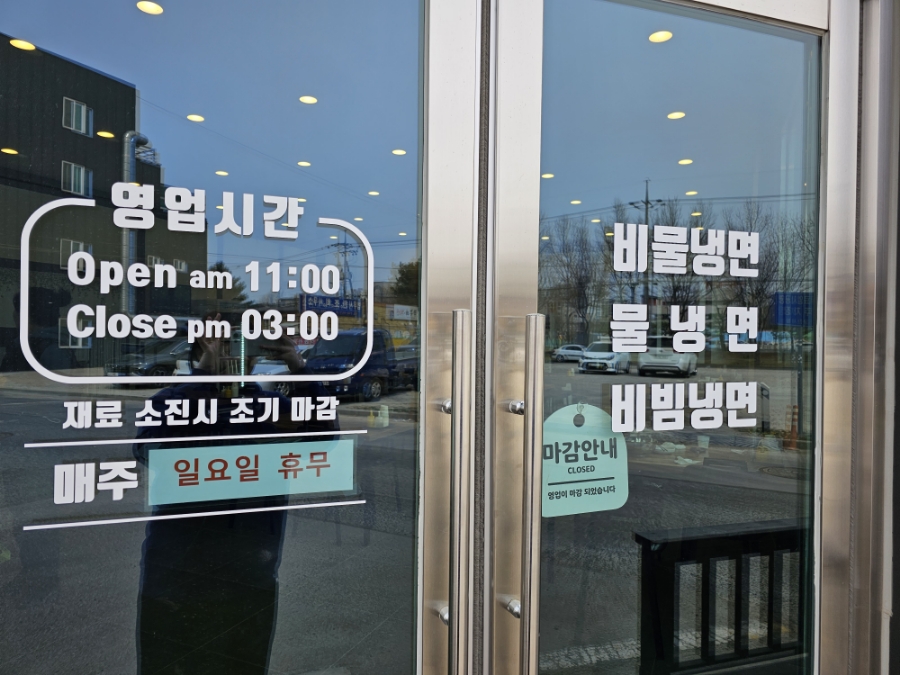 영업시간
Open am 11:00
Close pm 03:00
재료 소진시 조기 마감
매주 일요일 휴무
비물냉면
물냉면
비빔냉면
마감안내
CLOSED
영업이 마감 되었습니다